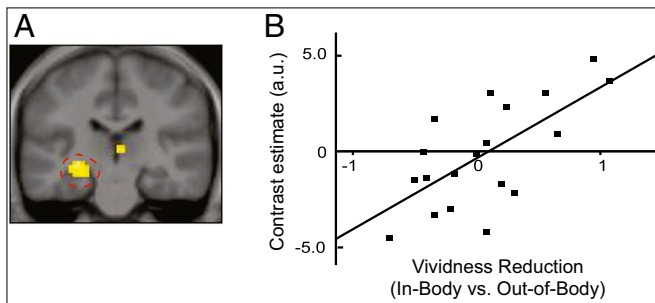 A
B
5.0
0
-5.0
-1
0
1
Contrast estimate (a.u.)
Vividness Reduction
(In-Body vs. Out-of-Body)